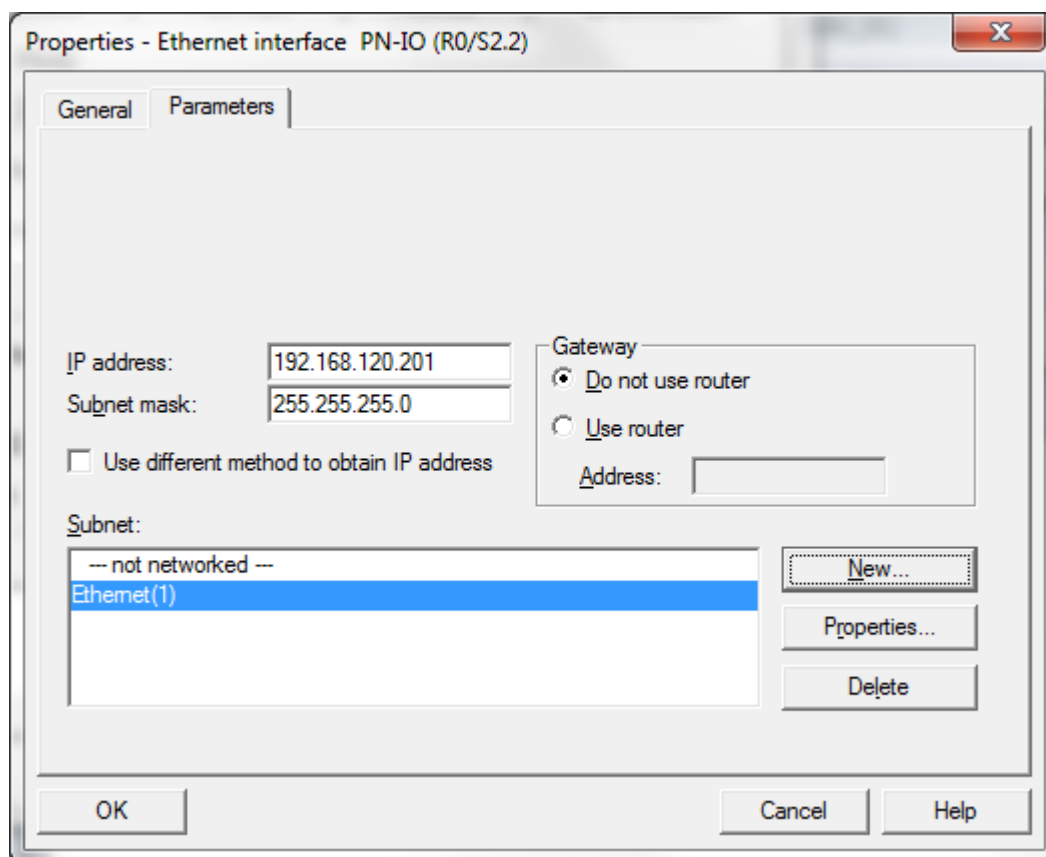 Properties - Ethernet interface  PN-IO (R0/S2.2)
General
Parameters
IP address:
192.168.120.201
Subnet mask:
255.255.255.0
Use different method to obtain IP address
Gateway
Do not use router
Use router
Address:
Subnet:
--- not networked ---
Ethernet(1)
New...
Properties...
Delete
OK
Cancel
Help